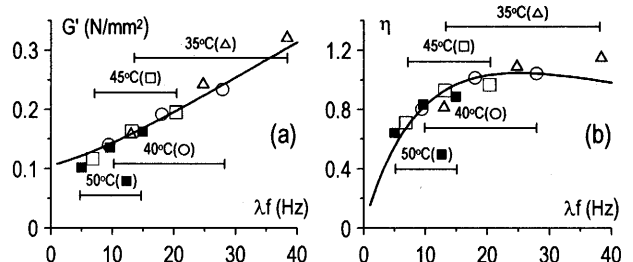 G' (N/mm²)
35°C(△)
0.3
45°C(□)
0.2
(a)
0.1
40°C(○)
50°C(■)
λf (Hz)
0
0 10 20 30 40
η
35°C(△)
1.2
45°C(□)
0.8
40°C(○)
(b)
0.4
50°C(■)
λf (Hz)
0
0 10 20 30 40